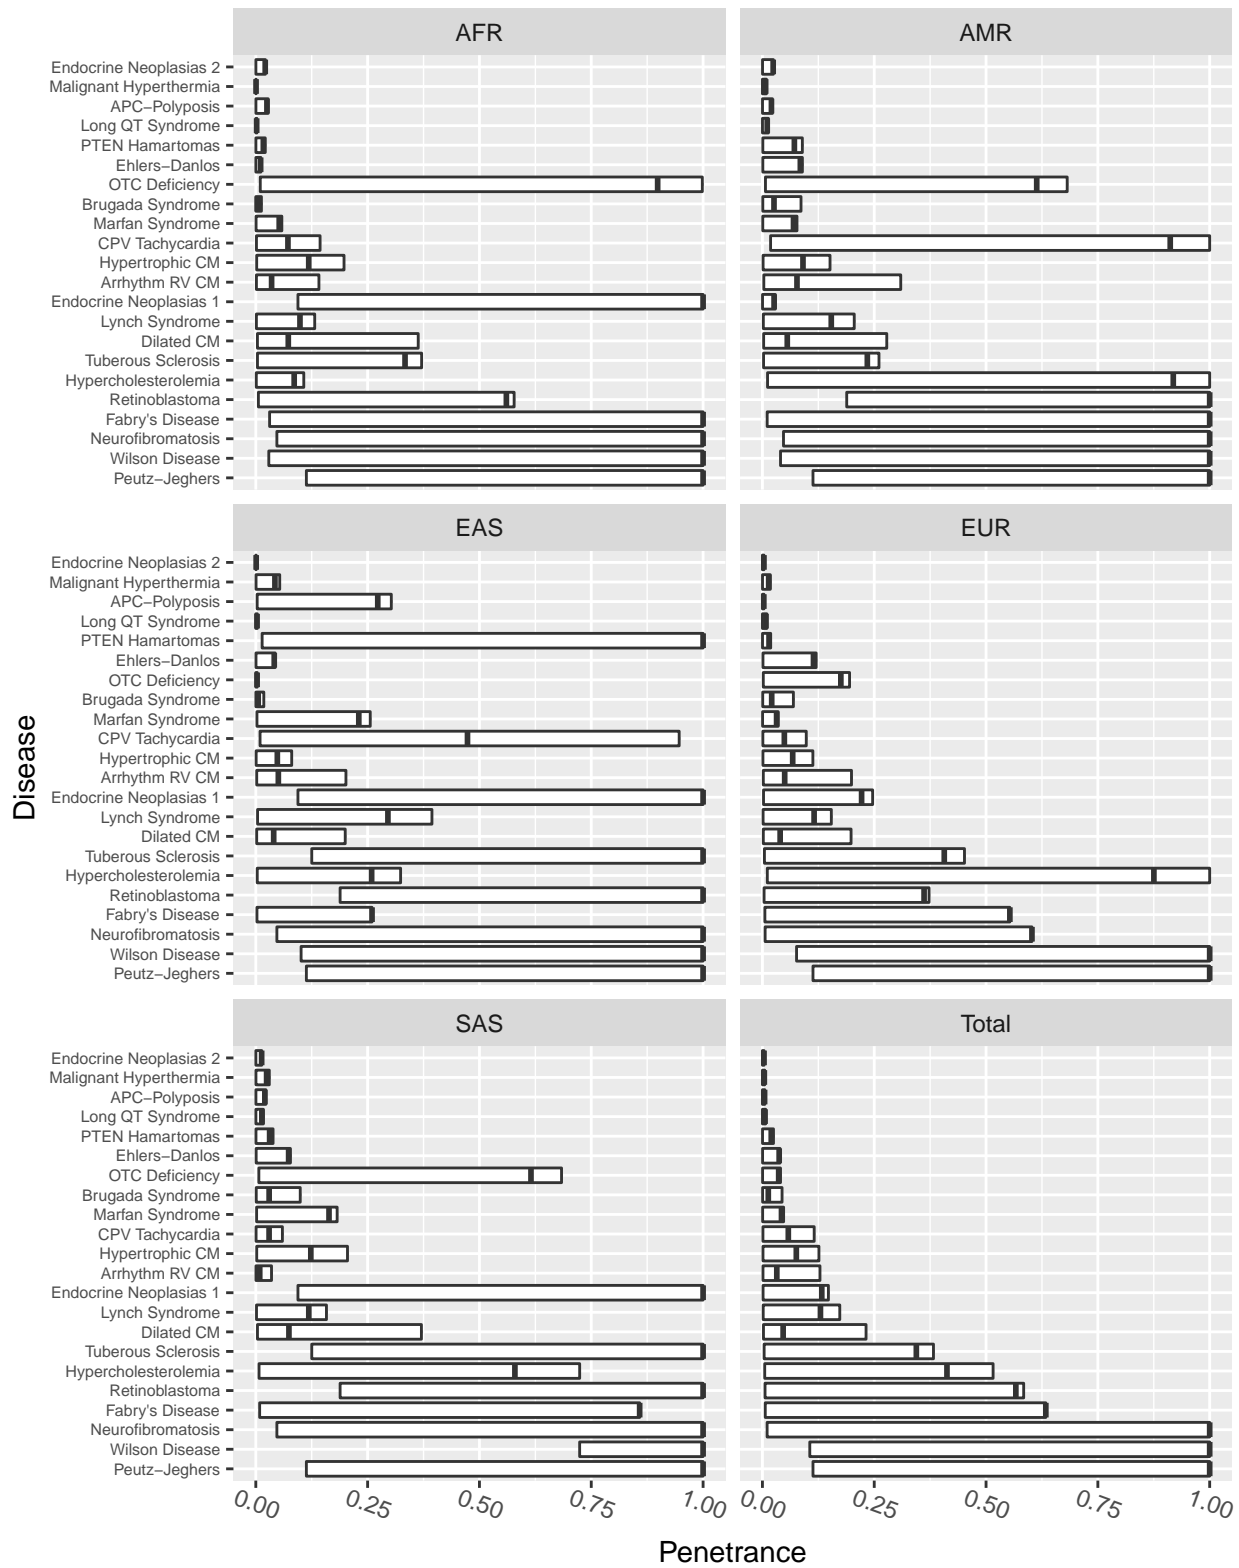 AFR
AMR
Endocrine Neoplasias 2
Malignant Hyperthermia
APC−Polyposis
Long QT Syndrome
PTEN Hamartomas
Ehlers−Danlos
OTC Deficiency
Brugada Syndrome
Marfan Syndrome
CPV Tachycardia
Hypertrophic CM
Arrhythm RV CM
Endocrine Neoplasias 1
Lynch Syndrome
Dilated CM
Tuberous Sclerosis
Hypercholesterolemia
Retinoblastoma
Fabry's Disease
Neurofibromatosis
Wilson Disease
Peutz−Jeghers
EAS
EUR
Endocrine Neoplasias 2
Malignant Hyperthermia
APC−Polyposis
Long QT Syndrome
PTEN Hamartomas
Ehlers−Danlos
OTC Deficiency
Brugada Syndrome
Marfan Syndrome
CPV Tachycardia
Hypertrophic CM
Arrhythm RV CM
Endocrine Neoplasias 1
Lynch Syndrome
Dilated CM
Tuberous Sclerosis
Hypercholesterolemia
Retinoblastoma
Fabry's Disease
Neurofibromatosis
Wilson Disease
Peutz−Jeghers
Disease
SAS
Total
Endocrine Neoplasias 2
Malignant Hyperthermia
APC−Polyposis
Long QT Syndrome
PTEN Hamartomas
Ehlers−Danlos
OTC Deficiency
Brugada Syndrome
Marfan Syndrome
CPV Tachycardia
Hypertrophic CM
Arrhythm RV CM
Endocrine Neoplasias 1
Lynch Syndrome
Dilated CM
Tuberous Sclerosis
Hypercholesterolemia
Retinoblastoma
Fabry's Disease
Neurofibromatosis
Wilson Disease
Peutz−Jeghers
0.00 0.25 0.50 0.75 1.00
0.00 0.25 0.50 0.75 1.00
Penetrance